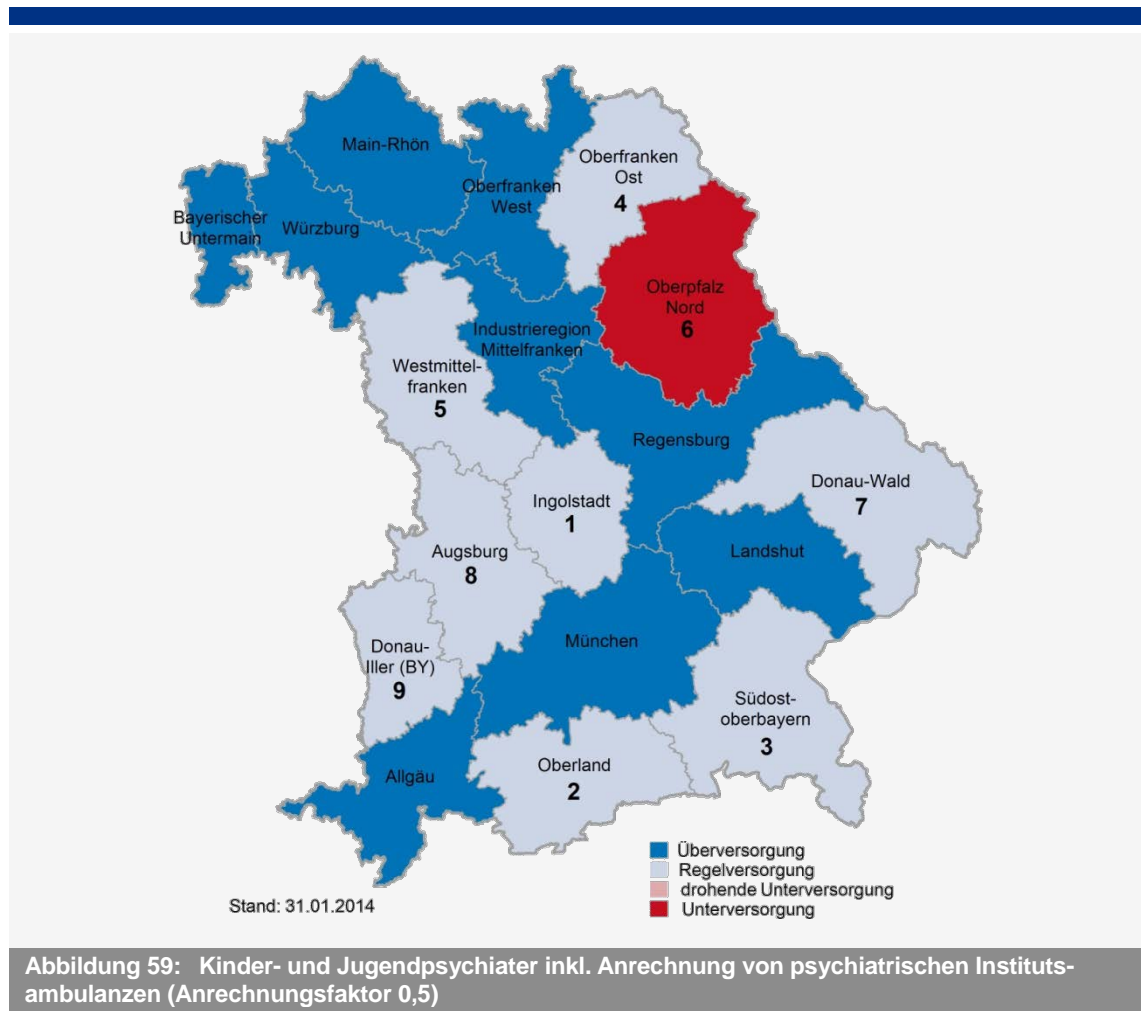 Main-Rhön
Oberfranken
Ost
4
Oberfranken
West
Bayerischer
Untermain
Würzburg
Oberpfalz
Nord
6
Industrieregion
Mittelfranken
Westmittel-
franken
5
Regensburg
Donau-Wald
7
Ingolstadt
1
Augsburg
8
Landshut
München
Donau-
Iller (BY)
9
Südost-
oberbayern
3
Oberland
2
Allgäu
Überversorgung
Regelversorgung
drohende Unterversorgung
Unterversorgung
Stand: 31.01.2014
Abbildung 59: Kinder- und Jugendpsychiater inkl. Anrechnung von psychiatrischen Instituts-
ambulanzen (Anrechnungsfaktor 0,5)